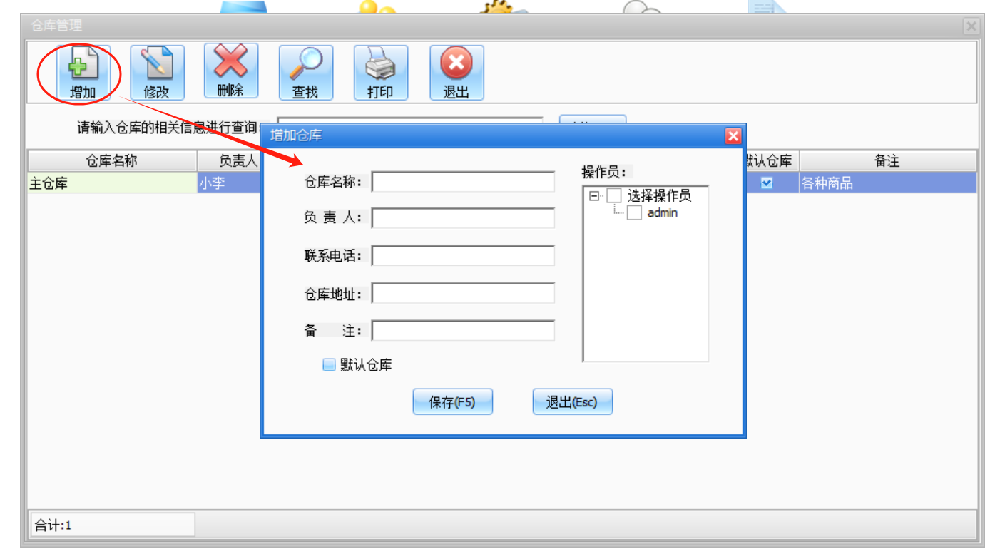 仓库管理
增加 修改 删除 查找 打印 退出
请输入仓库的相关信息进行查询
增加仓库
仓库名称 负责人 默认仓库 备注
主仓库 小李 各种商品
仓库名称：
负 责 人：
联系电话：
仓库地址：
备 注：
默认仓库
操作员：
选择操作员
admin
保存(F5) 退出(Esc)
合计:1